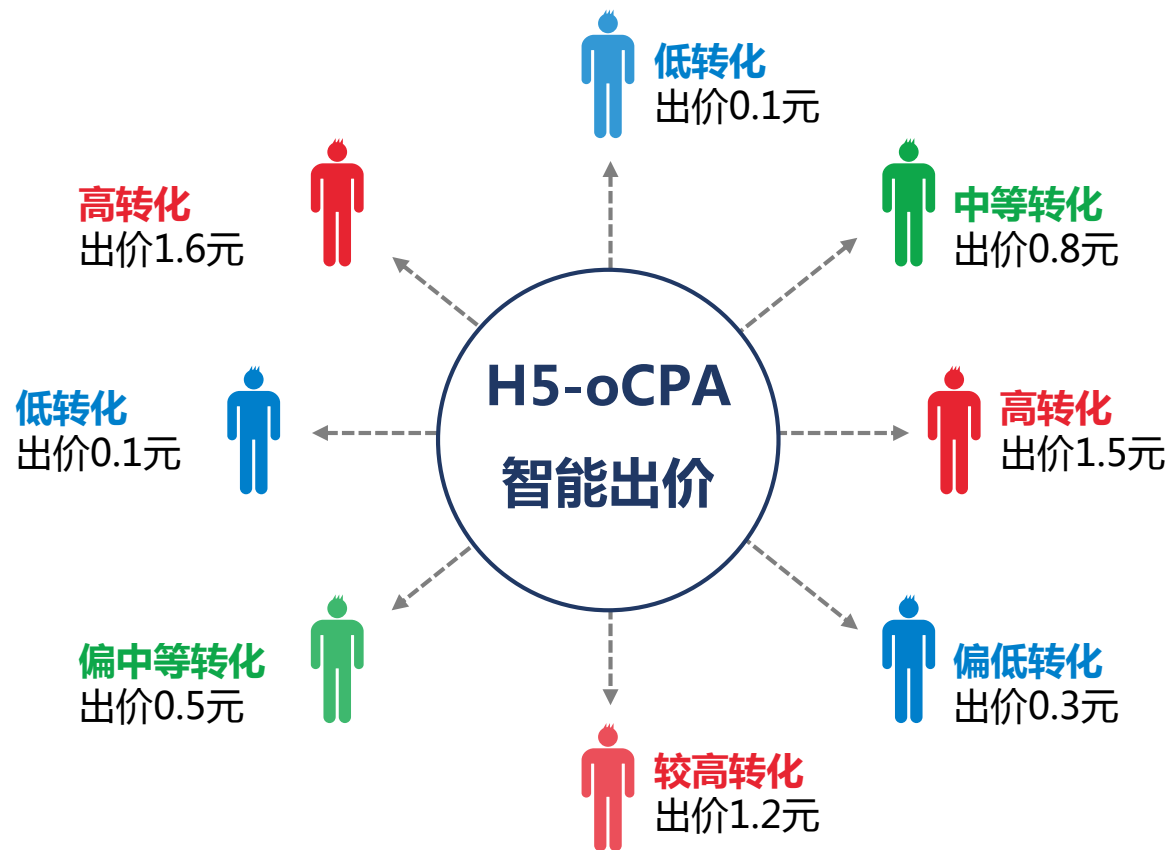 低转化
出价0.1元
高转化
出价1.6元
中等转化
出价0.8元
H5-oCPA
智能出价
低转化
出价0.1元
高转化
出价1.5元
偏中等转化
出价0.5元
偏低转化
出价0.3元
较高转化
出价1.2元